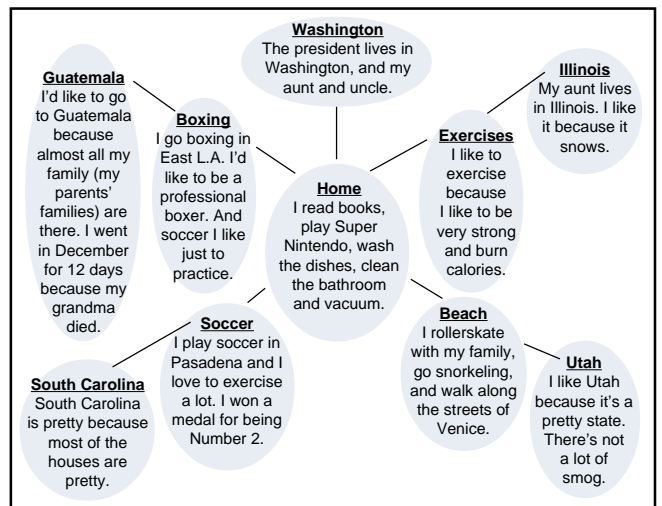 Washington
The president lives in
Washington, and my
aunt and uncle.
Guatemala
I'd like to go
to Guatemala
because
almost all my
family (my
parents'
families) are
there. I went
in December
for 12 days
because my
grandma
died.
Boxing
I go boxing in
East L.A. I'd
like to be a
professional
boxer. And
soccer I like
just to
practice.
Home
I read books,
play Super
Nintendo, wash
the dishes, clean
the bathroom
and vacuum.
Exercises
I like to
exercise
because
I like to be
very strong
and burn
calories.
Illinois
My aunt lives
in Illinois. I like
it because it
snows.
Soccer
I play soccer in
Pasadena and I
love to exercise
a lot. I won a
medal for being
Number 2.
South Carolina
South Carolina
is pretty because
most of the
houses are
pretty.
Beach
I rollerskate
with my family,
go snorkeling,
and walk along
the streets of
Venice.
Utah
I like Utah
because it's a
pretty state.
There's not
a lot of
smog.